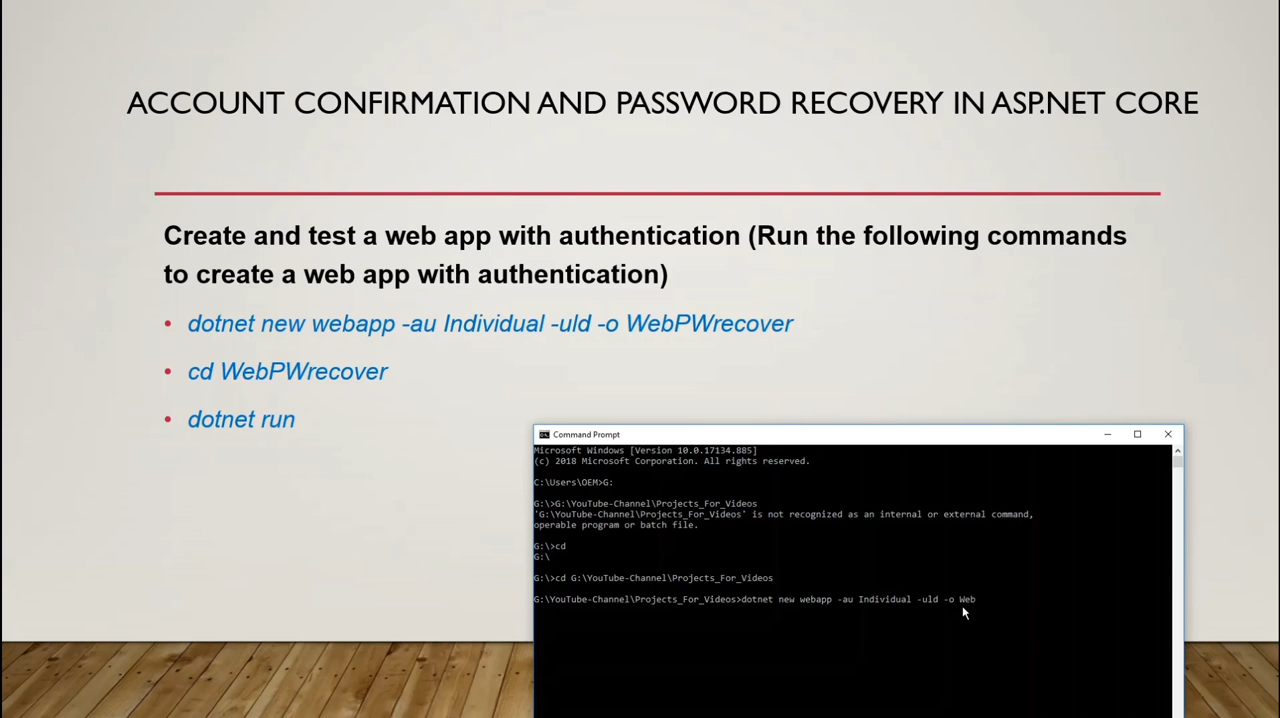 ACCOUNT CONFIRMATION AND PASSWORD RECOVERY IN ASP.NET CORE
Create and test a web app with authentication (Run the following commands
to create a web app with authentication)
• dotnet new webapp -au Individual -uld -o WebPWrecover
• cd WebPWrecover
• dotnet run
Command Prompt
Microsoft Windows [Version 10.0.17134.885]
(c) 2018 Microsoft Corporation. All rights reserved.
C:\Users\OEM>G:
G:\>G:\YouTube-Channel\Projects_For_Videos
'G:\YouTube-Channel\Projects_For_Videos' is not recognized as an internal or external command,
operable program or batch file.
G:\>cd
G:\
G:\>cd G:\YouTube-Channel\Projects_For_Videos
G:\YouTube-Channel\Projects_For_Videos>dotnet new webapp -au Individual -uld -o Web